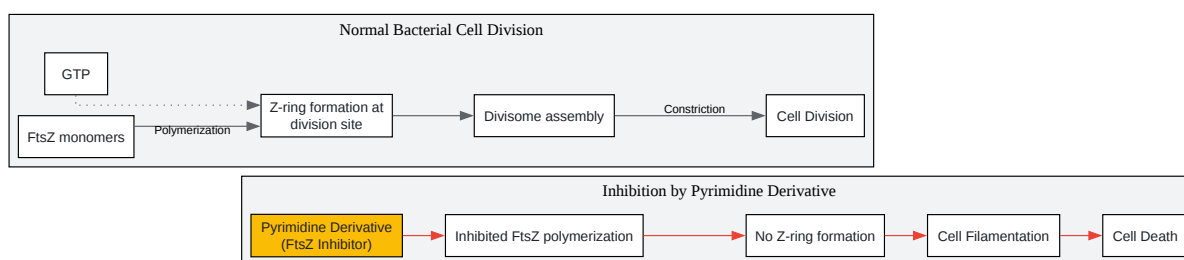 Normal Bacterial Cell Division
GTP
FtsZ monomers
Polymerization
Z-ring formation at
division site
Divisome assembly
Constriction
Cell Division
Inhibition by Pyrimidine Derivative
Pyrimidine Derivative
(FtsZ Inhibitor)
Inhibited FtsZ polymerization
No Z-ring formation
Cell Filamentation
Cell Death